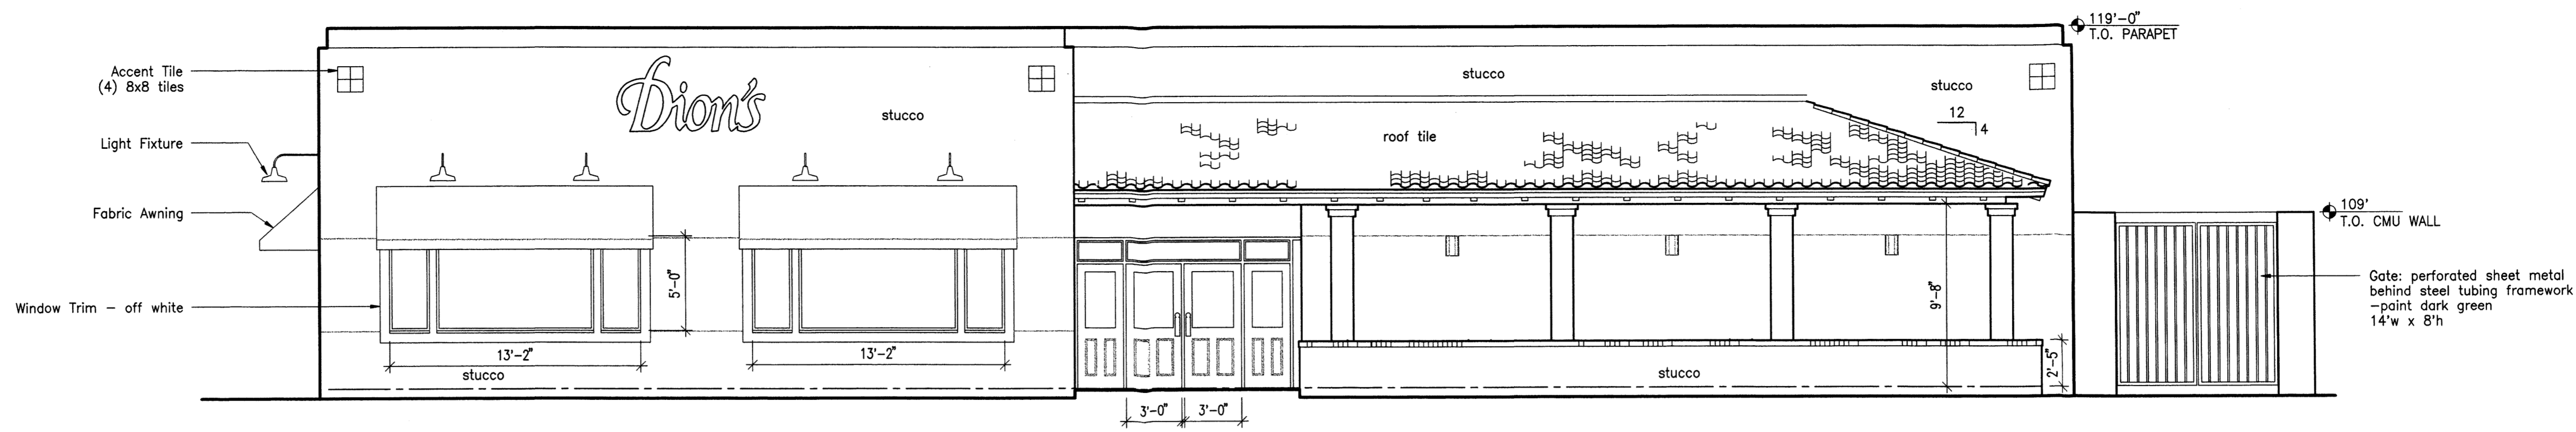 119'-0"
T.O. PARAPET
Accent Tile
(4) 8x8 tiles
Dion's
stucco
stucco
stucco
12
4
roof tile
Light Fixture
Fabric Awning
109'
T.O. CMU WALL
5'-0"
9'-8"
Window Trim – off white
Gate: perforated sheet metal
behind steel tubing framework
-paint dark green
14'w x 8'h
13'-2"
13'-2"
stucco
stucco
2'-5"
3'-0"
3'-0"